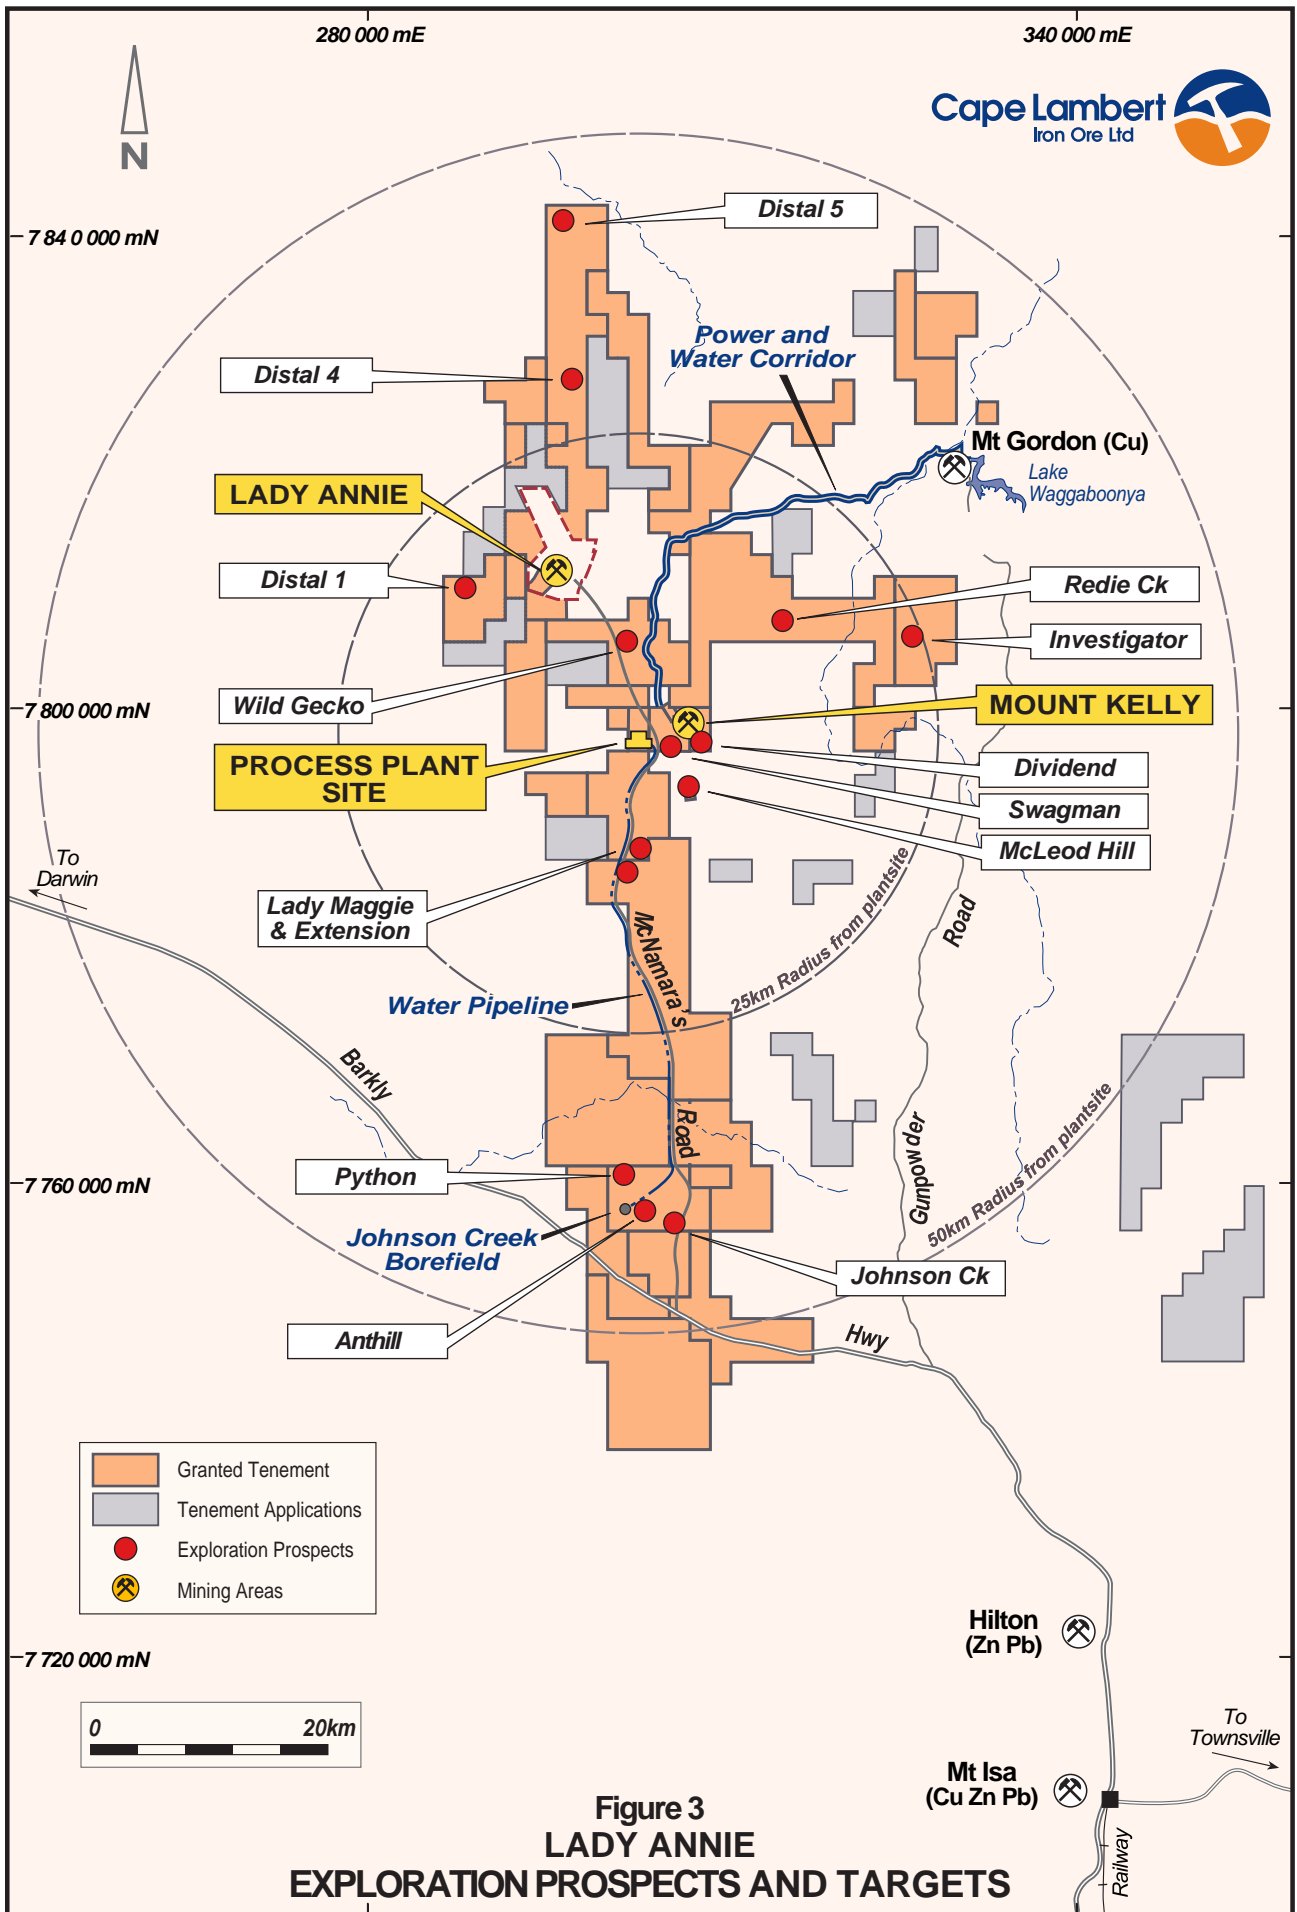 280 000 mE
340 000 mE
Cape Lambert
Iron Ore Ltd
N
Distal 5
7 84 0 000 mN
Power and
Water Corridor
Distal 4
Mt Gordon (Cu)
Lake
Waggaboonya
LADY ANNIE
Distal 1
Redie Ck
Investigator
Wild Gecko
7 800 000 mN
MOUNT KELLY
PROCESS PLANT
SITE
Dividend
Swagman
McLeod Hill
To
Darwin
Lady Maggie
& Extension
McNamara's
Road
25km Radius from plantsite
Water Pipeline
Road
Barkly
Gunpowder
50km Radius from plantsite
Python
7 760 000 mN
Johnson Creek
Borefield
Johnson Ck
Anthill
Hwy
Granted Tenement
Tenement Applications
Exploration Prospects
Mining Areas
Hilton
(Zn Pb)
7 720 000 mN
0
20km
To
Townsville
Mt Isa
(Cu Zn Pb)
Railway
Figure 3
LADY ANNIE
EXPLORATION PROSPECTS AND TARGETS